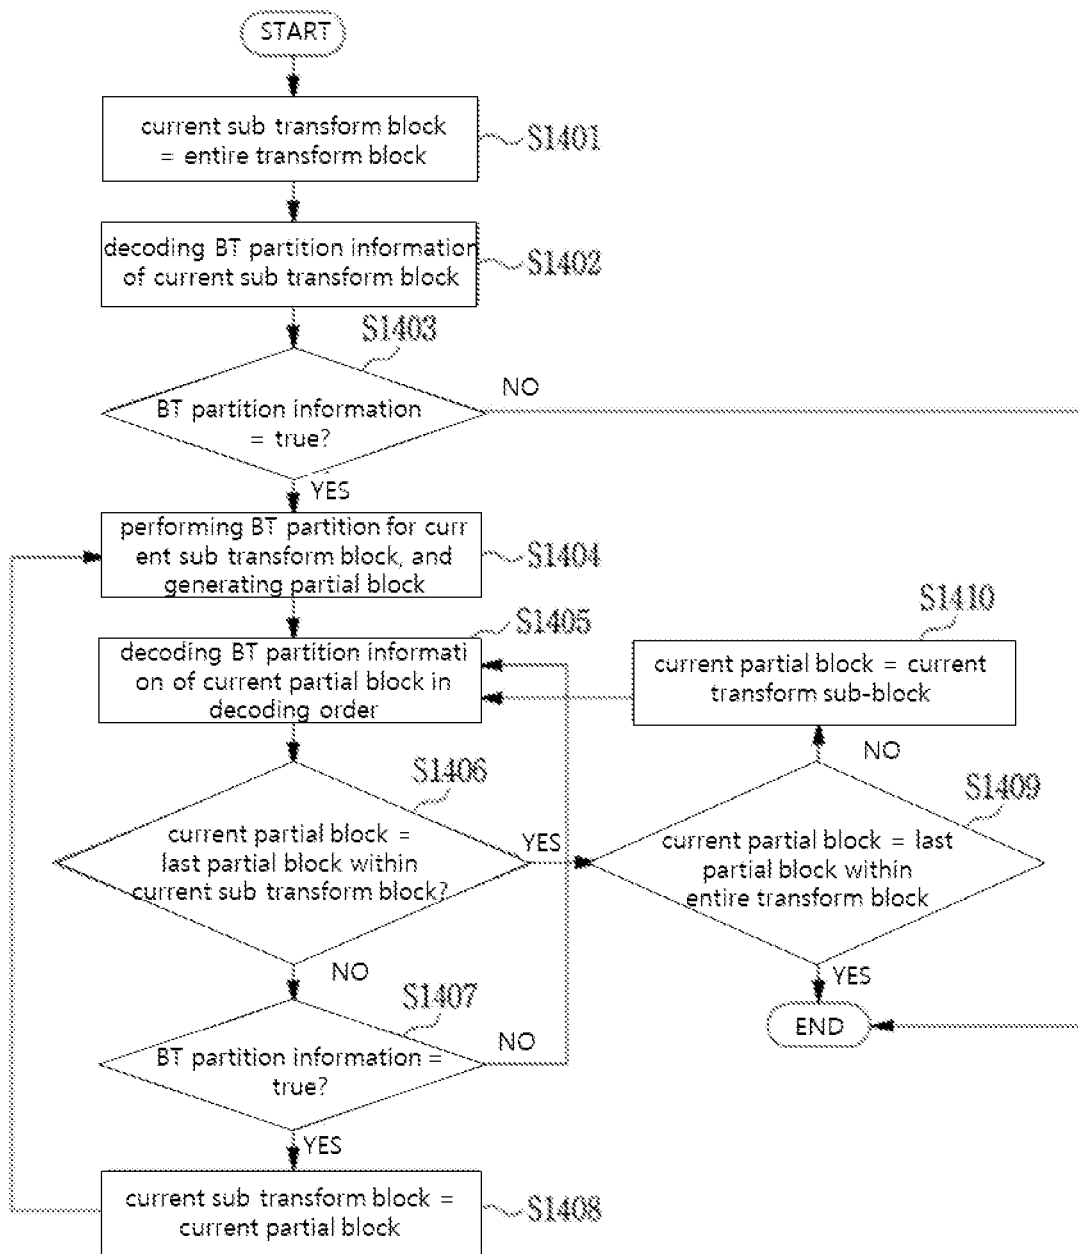 START
current sub transform block
= entire transform block
S1401
decoding BT partition information
of current sub transform block
S1402
S1403
BT partition information
= true?
NO
YES
performing BT partition for curr
ent sub transform block, and
generating partial block
S1404
S1405
decoding BT partition informati
on of current partial block in
decoding order
S1410
current partial block = current
transform sub-block
NO
S1406
current partial block =
last partial block within
current sub transform block?
YES
S1409
current partial block = last
partial block within
entire transform block
YES
END
NO
S1407
BT partition information =
true?
NO
YES
current sub transform block =
current partial block
S1408